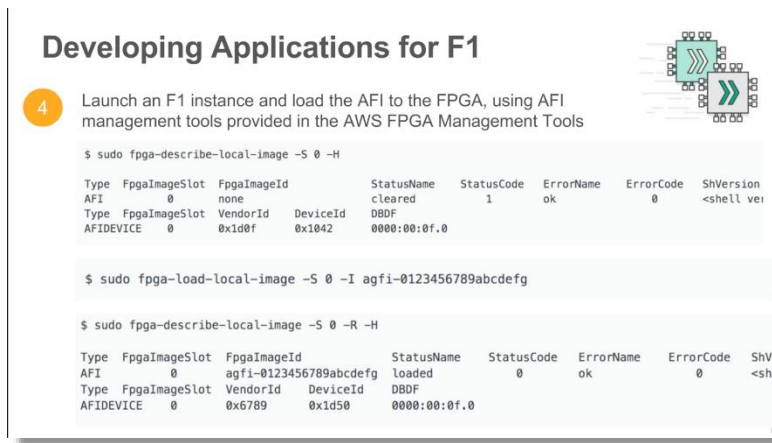 Developing Applications for F1
4
Launch an F1 instance and load the AFI to the FPGA, using AFI
management tools provided in the AWS FPGA Management Tools
$ sudo fpga-describe-local-image -S 0 -H
Type FpgaImageSlot FpgaImageId StatusName StatusCode ErrorName ErrorCode ShVersion
AFI 0 none cleared 1 ok 0 <shell ver
Type FpgaImageSlot VendorId DeviceId DBDF
AFIDEVICE 0 0x1d0f 0x1042 0000:00:0f.0
$ sudo fpga-load-local-image -S 0 -I agfi-0123456789abcdefg
$ sudo fpga-describe-local-image -S 0 -R -H
Type FpgaImageSlot FpgaImageId StatusName StatusCode ErrorName ErrorCode ShV
AFI 0 agfi-0123456789abcdefg loaded 0 ok 0 <sh
Type FpgaImageSlot VendorId DeviceId DBDF
AFIDEVICE 0 0x6789 0x1d50 0000:00:0f.0